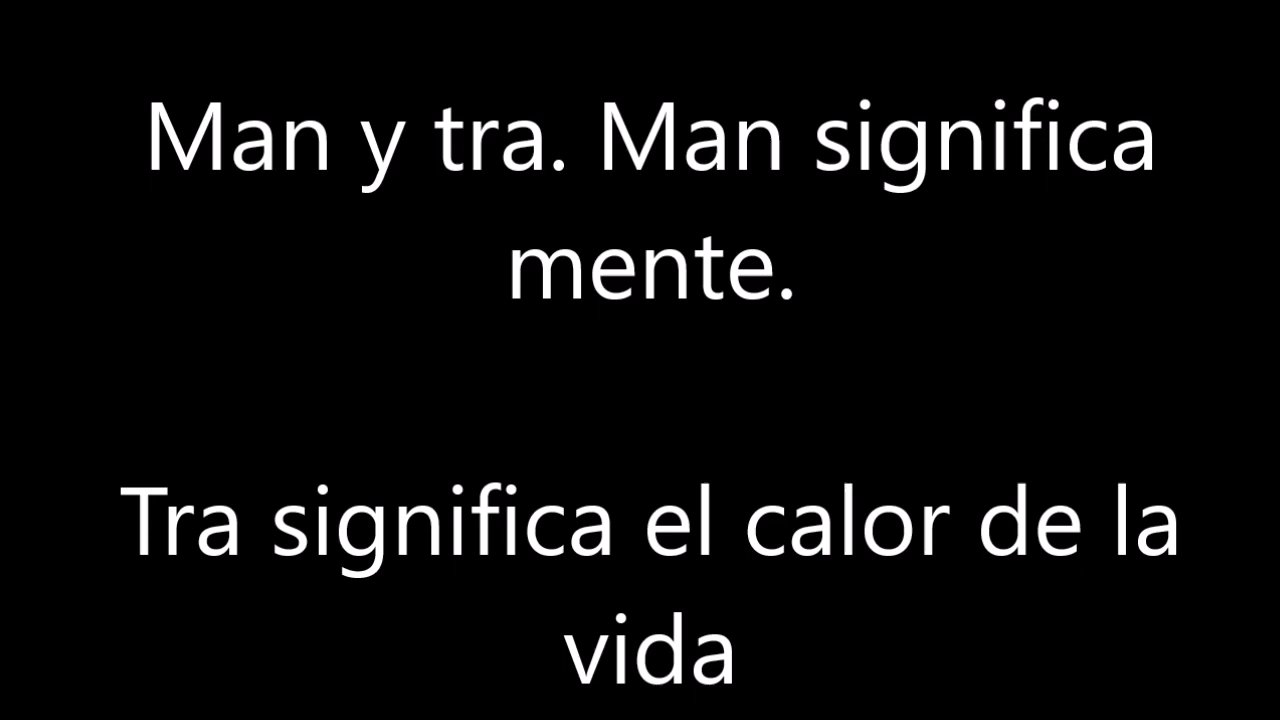 Man y tra. Man significa
mente.
Tra significa el calor de la
vida